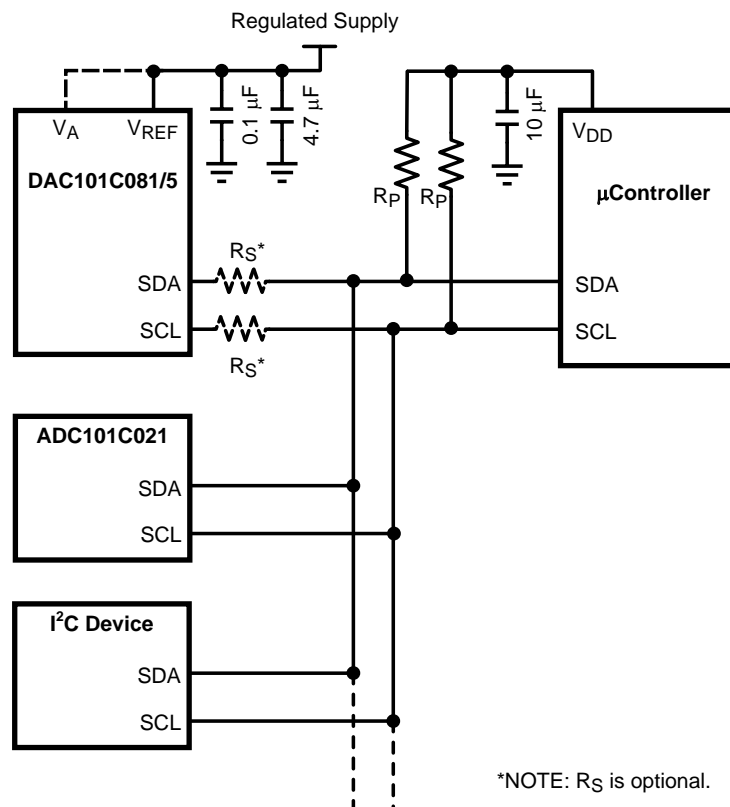 Regulated Supply
V_A
V_REF
0.1 μF
4.7 μF
10 μF
V_DD
DAC101C081/5
μController
R_P
R_P
SDA
R_S*
SDA
SCL
R_S*
SCL
ADC101C021
SDA
SCL
I²C Device
SDA
SCL
*NOTE: R_S is optional.